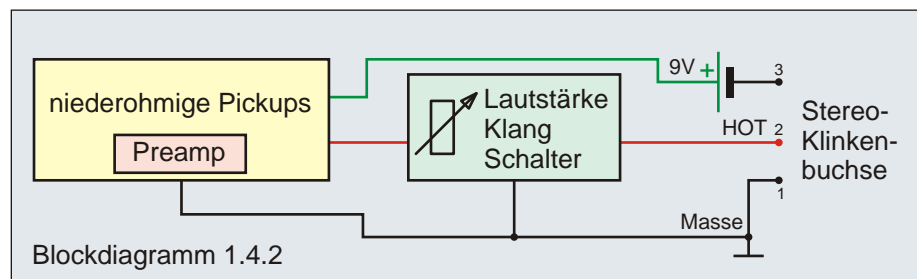 niederohmige Pickups
Preamp
Lautstärke
Klang
Schalter
9V +
3
HOT 2
1
Stereo-
Klinken-
buchse
Masse
Blockdiagramm 1.4.2